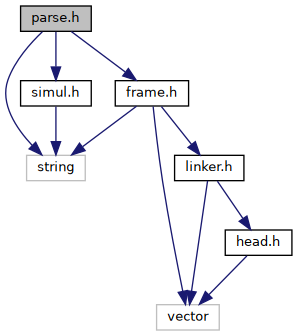 parse.h
simul.h
frame.h
string
linker.h
head.h
vector